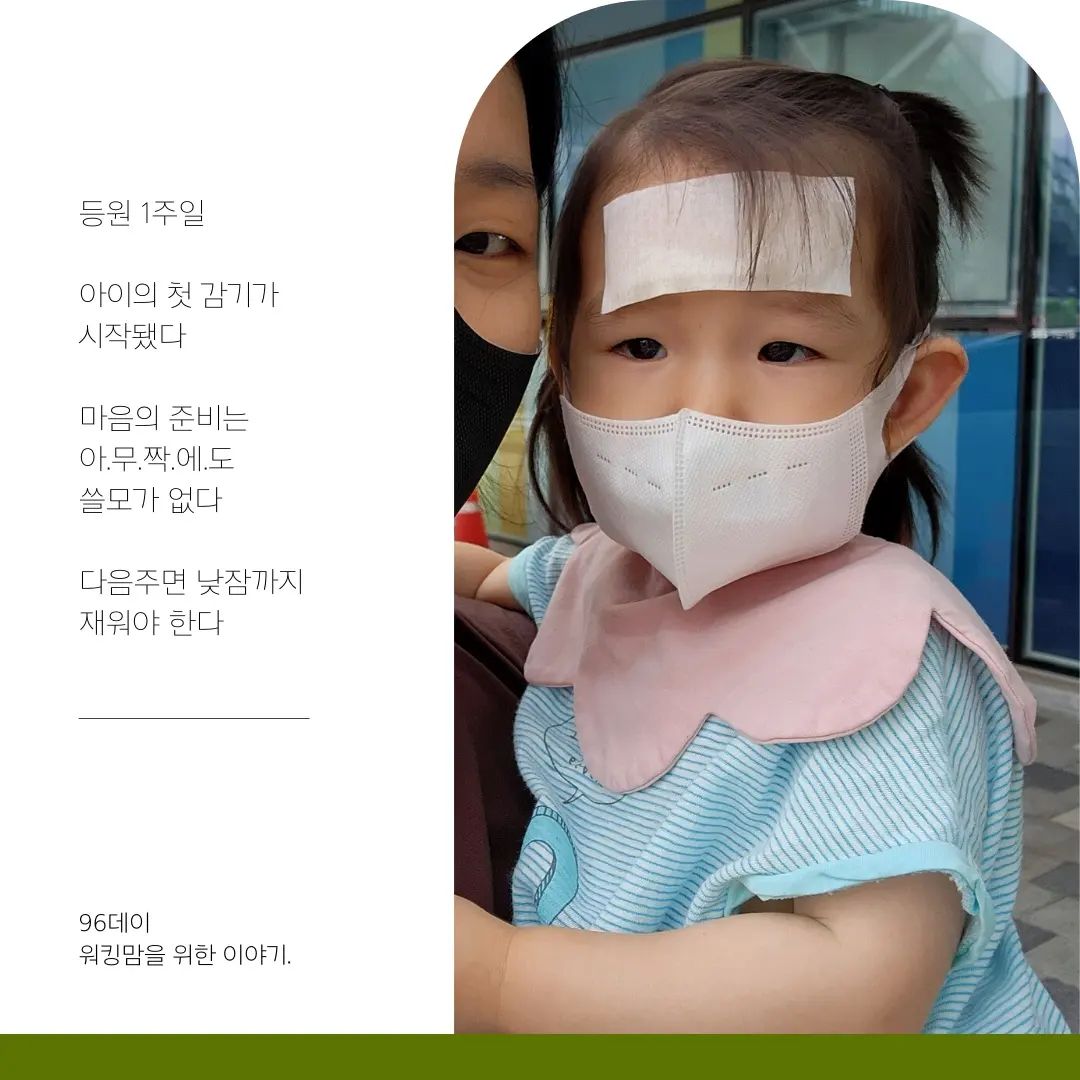 등원 1주일
아이의 첫 감기가
시작됐다
마음의 준비는
아.무.짝.에.도
쓸모가 없다
다음주면 낮잠까지
재워야 한다
96데이
워킹맘을 위한 이야기.